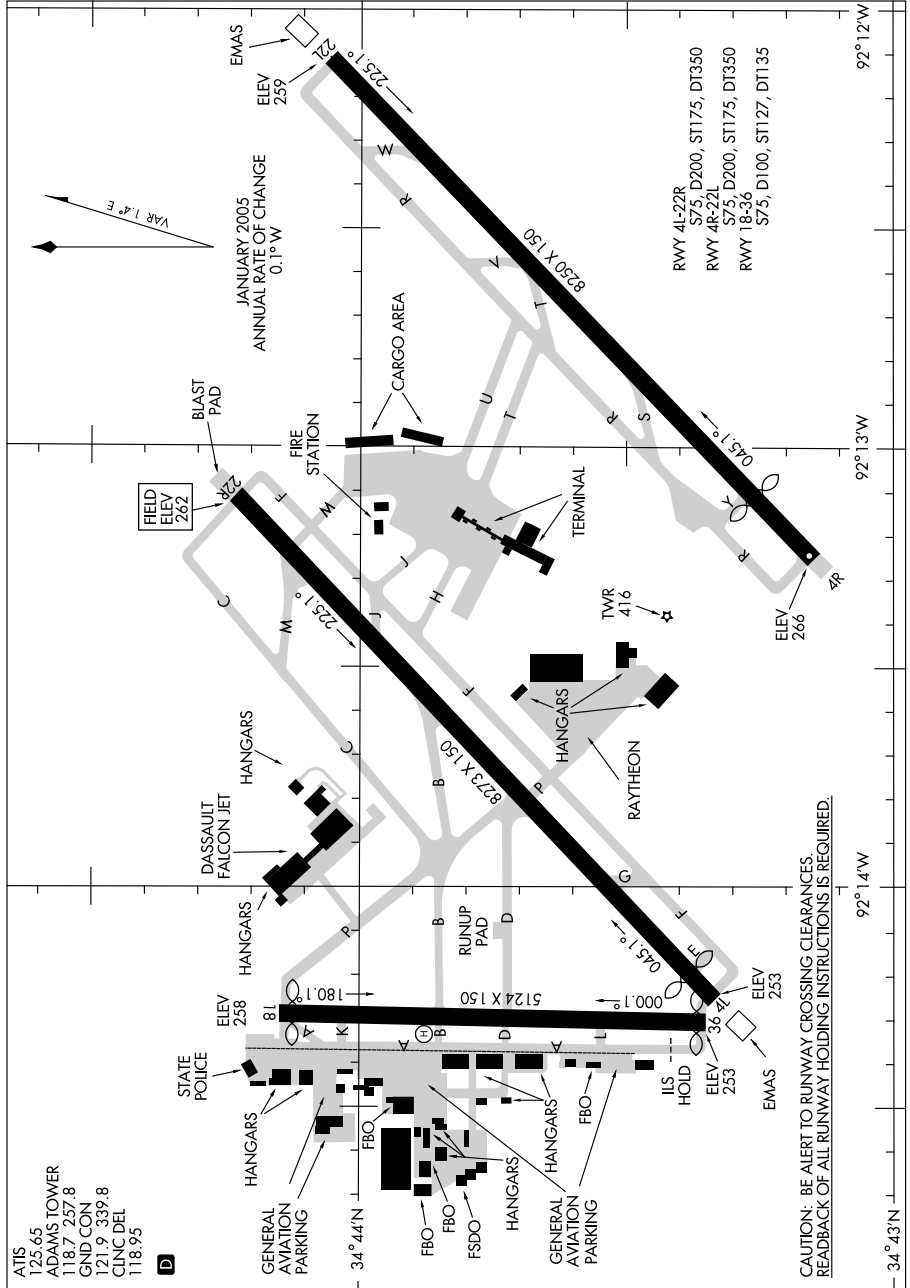 ATIS
125.65
ADAMS TOWER
118.7 257.8
GND CON
121.9 339.8
CLNC DEL
118.95
D
STATE
POLICE
HANGARS
GENERAL
AVIATION
PARKING
34°44'N
FBO
FBO
FBO
FSDO
HANGARS
GENERAL
AVIATION
PARKING
HANGARS
FBO
ILS
HOLD
ELEV
253
EMAS
ELEV
258
18
180.1°
5124 X 150
000.1°
36
A
K
A
H
B
D
A
L
HANGARS
DASSAULT
FALCON JET
HANGARS
P
B
RUNUP
PAD
D
C
B
P
G
F
E
4L
ELEV
253
045.1°
8273 X 150
225.1°
22R
FIELD
ELEV
262
BLAST
PAD
C
M
F
M
J
J
H
F
FIRE
STATION
CARGO AREA
TERMINAL
U
T
TWR
416
HANGARS
RAYTHEON
JANUARY 2005
ANNUAL RATE OF CHANGE
0.1° W
VAR 1.4° E
EMAS
22L
ELEV
259
225.1°
W
R
V
T
8250 X 150
R
S
045.1°
Y
R
4R
ELEV
266
RWY 4L-22R
S75, D200, ST175, DT350
RWY 4R-22L
S75, D200, ST175, DT350
RWY 18-36
S75, D100, ST127, DT135
CAUTION: BE ALERT TO RUNWAY CROSSING CLEARANCES.
READBACK OF ALL RUNWAY HOLDING INSTRUCTIONS IS REQUIRED.
34°43'N
92°14'W
92°13'W
92°12'W